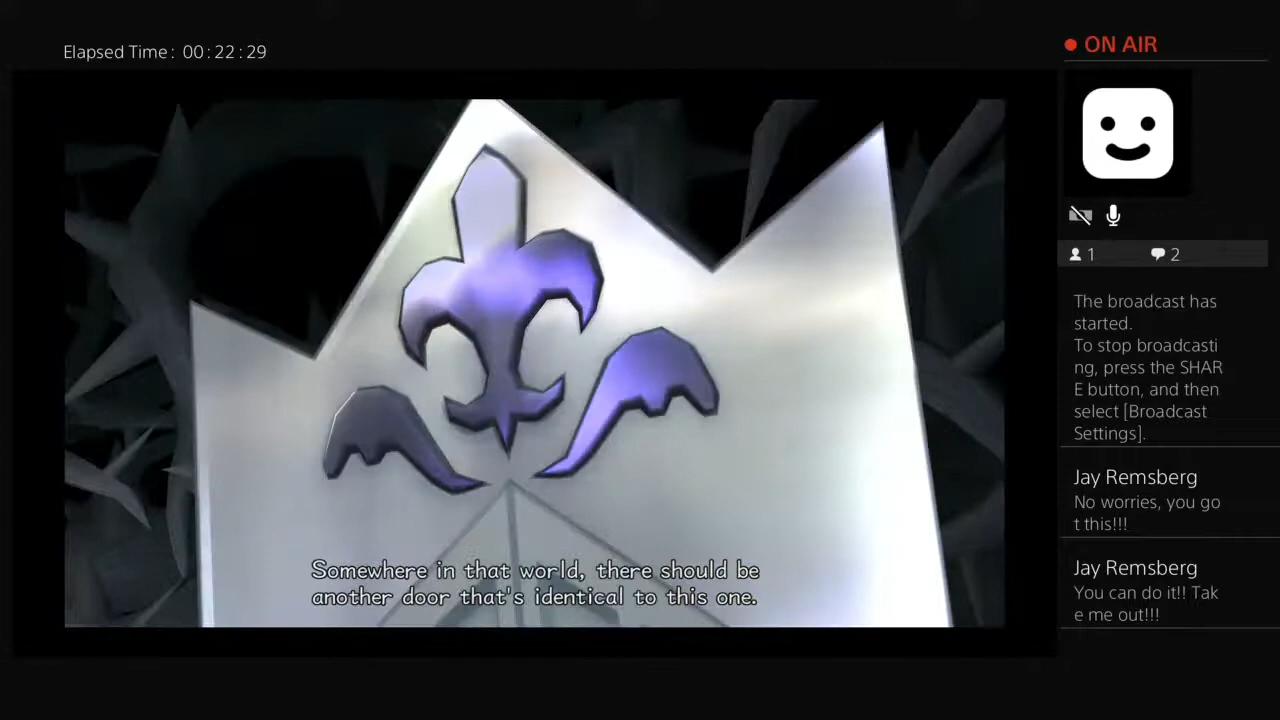 Elapsed Time: 00:22:29
ON AIR
1
2
The broadcast has
started.
To stop broadcasti
ng, press the SHAR
E button, and then
select [Broadcast
Settings].
Jay Remsberg
No worries, you go
t this!!!
Jay Remsberg
You can do it!! Tak
e me out!!!
Somewhere in that world, there should be
another door that's identical to this one.